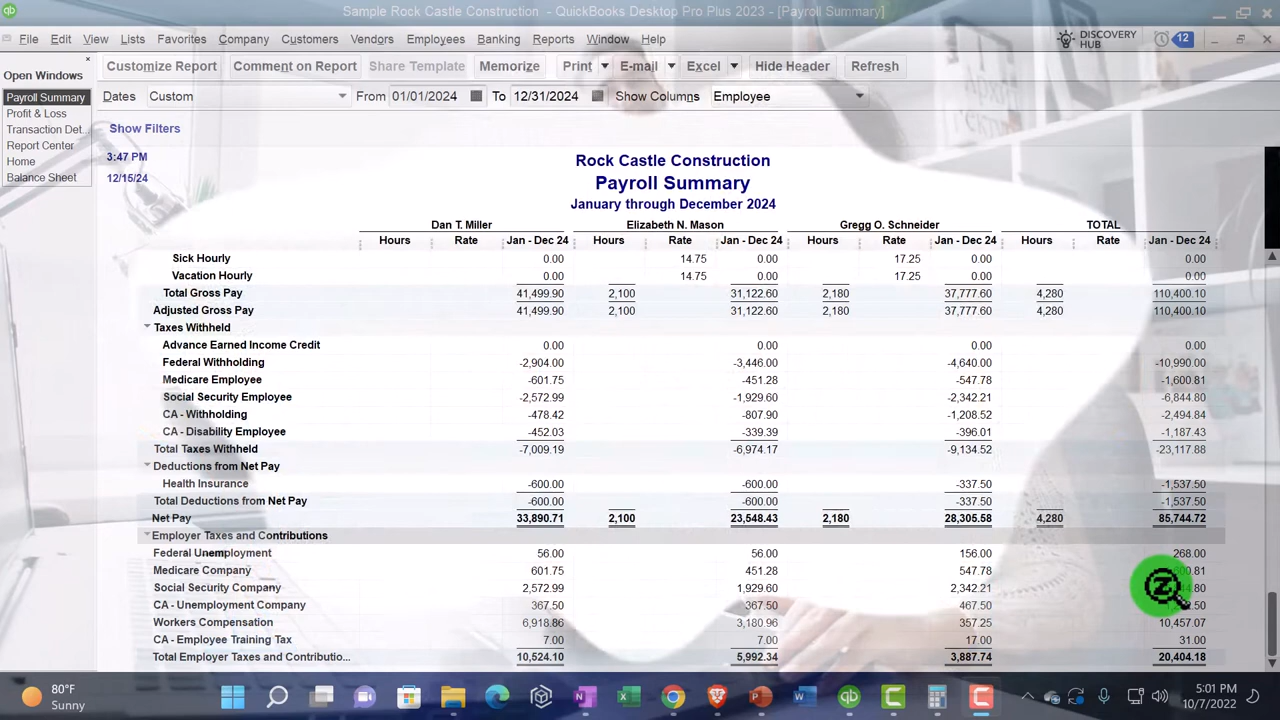 Sample Rock Castle Construction - QuickBooks Desktop Pro Plus 2023 - [Payroll Summary]
File Edit View Lists Favorites Company Customers Vendors Employees Banking Reports Window Help DISCOVERY HUB 12
Open Windows
Payroll Summary
Profit & Loss
Transaction Det...
Report Center
Home
Balance Sheet
Customize Report Comment on Report Share Template Memorize Print E-mail Excel Hide Header Refresh
Dates Custom From 01/01/2024 To 12/31/2024 Show Columns Employee
Show Filters
3:47 PM
12/15/24
Rock Castle Construction
Payroll Summary
January through December 2024
Dan T. Miller Elizabeth N. Mason Gregg O. Schneider TOTAL
Hours Rate Jan - Dec 24 Hours Rate Jan - Dec 24 Hours Rate Jan - Dec 24 Hours Rate Jan - Dec 24
Sick Hourly 0.00 14.75 0.00 17.25 0.00 0.00
Vacation Hourly 0.00 14.75 0.00 17.25 0.00 0.00
Total Gross Pay 41,499.90 2,100 31,122.60 2,180 37,777.60 4,280 110,400.10
Adjusted Gross Pay 41,499.90 2,100 31,122.60 2,180 37,777.60 4,280 110,400.10
Taxes Withheld
Advance Earned Income Credit 0.00 0.00 0.00 0.00
Federal Withholding -2,904.00 -3,446.00 -4,640.00 -10,990.00
Medicare Employee -601.75 -451.28 -547.78 -1,600.81
Social Security Employee -2,572.99 -1,929.60 -2,342.21 -6,844.80
CA - Withholding -478.42 -807.90 -1,208.52 -2,494.84
CA - Disability Employee -452.03 -339.39 -396.01 -1,187.43
Total Taxes Withheld -7,009.19 -6,974.17 -9,134.52 -23,117.88
Deductions from Net Pay
Health Insurance -600.00 -600.00 -337.50 -1,537.50
Total Deductions from Net Pay -600.00 -600.00 -337.50 -1,537.50
Net Pay 33,890.71 2,100 23,548.43 2,180 28,305.58 4,280 85,744.72
Employer Taxes and Contributions
Federal Unemployment 56.00 56.00 156.00 268.00
Medicare Company 601.75 451.28 547.78
Social Security Company 2,572.99 1,929.60 2,342.21
CA - Unemployment Company 367.50 367.50 467.50
Workers Compensation 6,918.86 3,180.96 357.25 10,457.07
CA - Employee Training Tax 7.00 7.00 17.00 31.00
Total Employer Taxes and Contributio... 10,524.10 5,992.34 3,887.74 20,404.18
80°F
Sunny
5:01 PM
10/7/2022